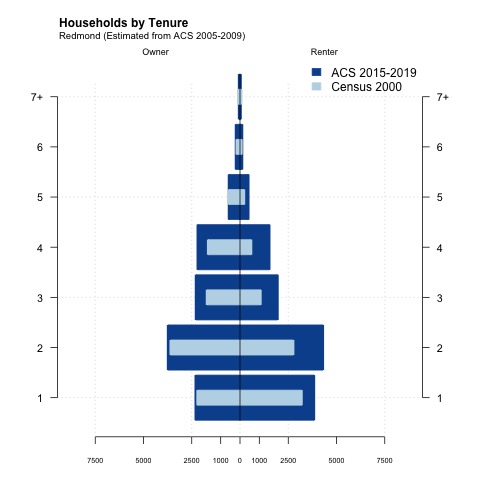 Households by Tenure
Redmond (Estimated from ACS 2005-2009)
Owner Renter
ACS 2015-2019
Census 2000
7+ 7+
6 6
5 5
4 4
3 3
2 2
1 1
7500 5000 2500 1000 0 1000 2500 5000 7500